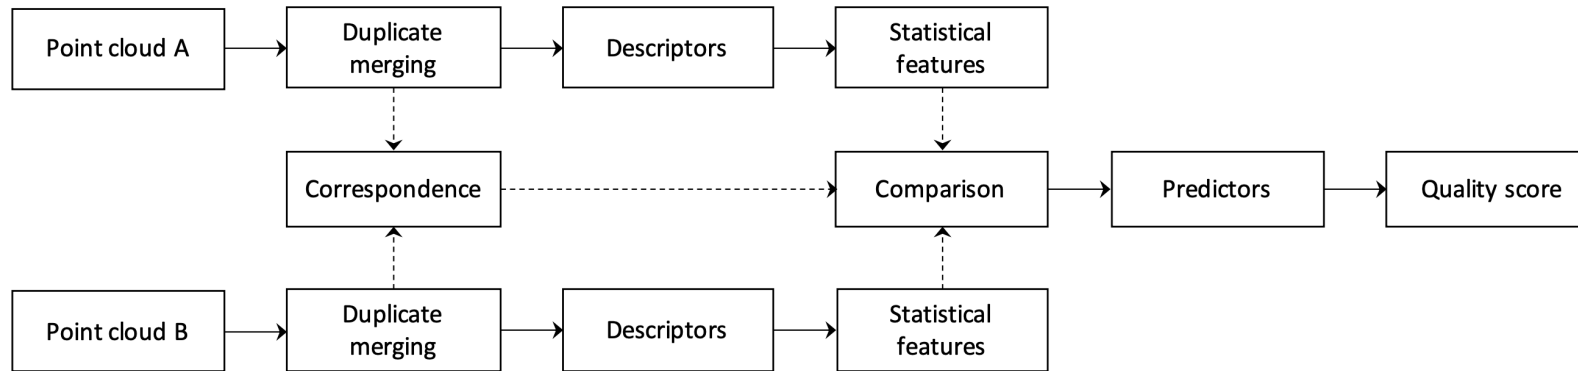 Point cloud A
Duplicate
merging
Descriptors
Statistical
features
Correspondence
Comparison
Predictors
Quality score
Point cloud B
Duplicate
merging
Descriptors
Statistical
features